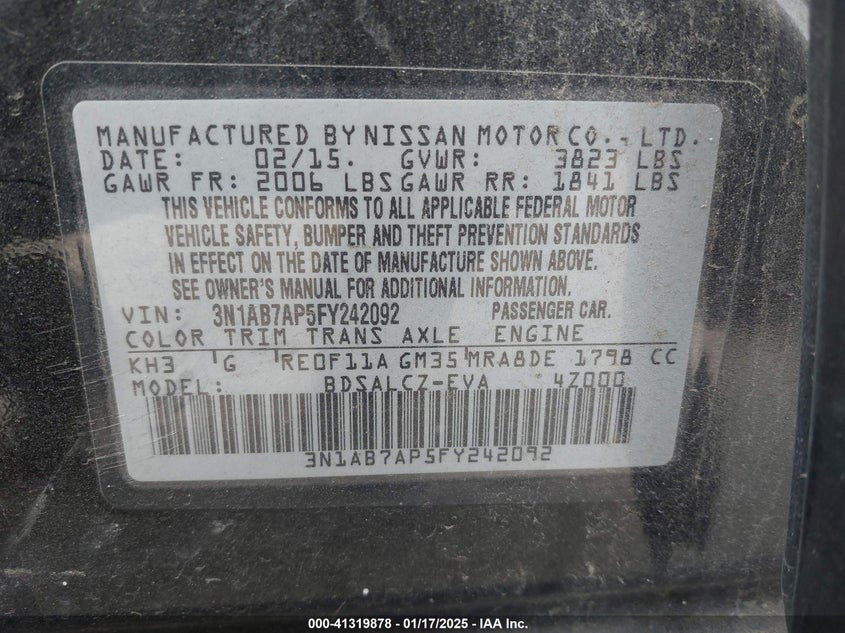 MANUFACTURED BY NISSAN MOTOR CO., LTD.
DATE: 02/15. GVWR: 3823 LBS
GAWR FR: 2006 LBS GAWR RR: 1841 LBS
THIS VEHICLE CONFORMS TO ALL APPLICABLE FEDERAL MOTOR
VEHICLE SAFETY, BUMPER AND THEFT PREVENTION STANDARDS
IN EFFECT ON THE DATE OF MANUFACTURE SHOWN ABOVE.
SEE OWNER'S MANUAL FOR ADDITIONAL INFORMATION.
VIN: 3N1AB7AP5FY242092 PASSENGER CAR.
COLOR TRIM TRANS AXLE ENGINE
KH3 'G 'RE0F11A GM35'MRA8DE 1798 CC
MODEL: BDSALCZ-EVA 4Z000
3N1AB7AP5FY242092
000-41319878 - 01/17/2025 - © IAA, Inc.